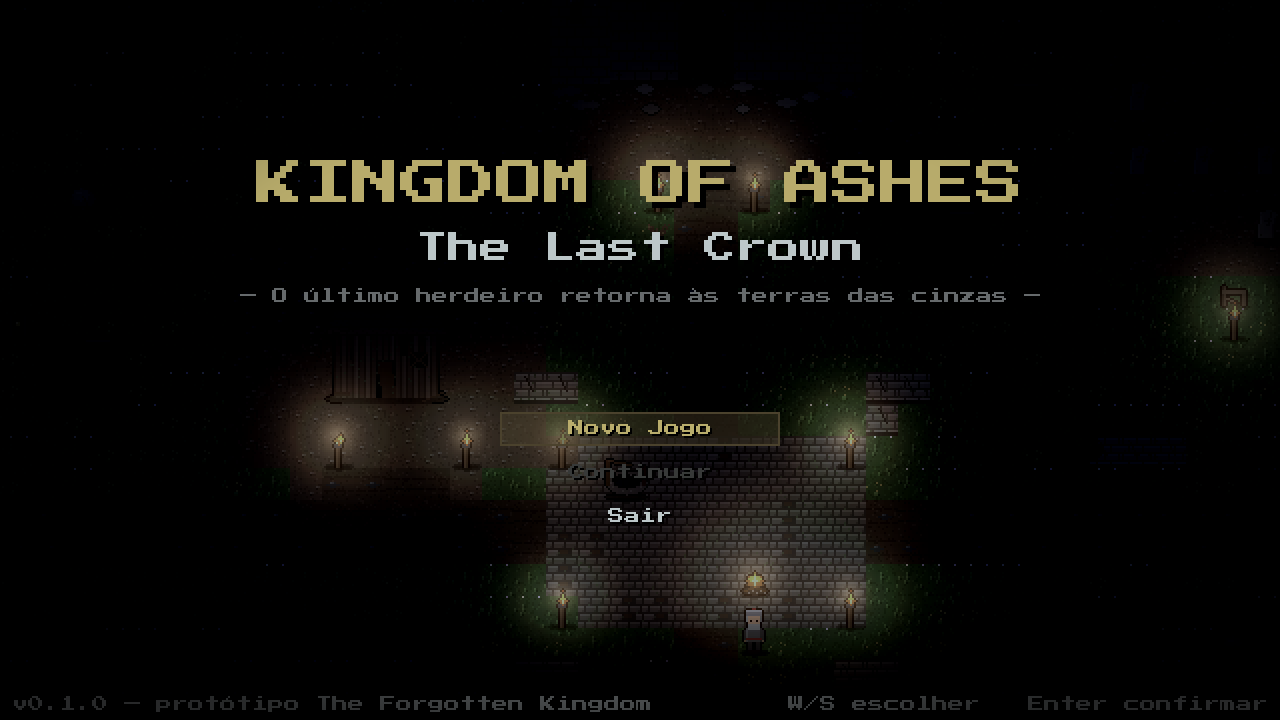 KINGDOM OF ASHES
The Last Crown
— O último herdeiro retorna às terras das cinzas —
Novo Jogo
Continuar
Sair
v0.1.0 — protótipo The Forgotten Kingdom
W/S escolher Enter confirmar